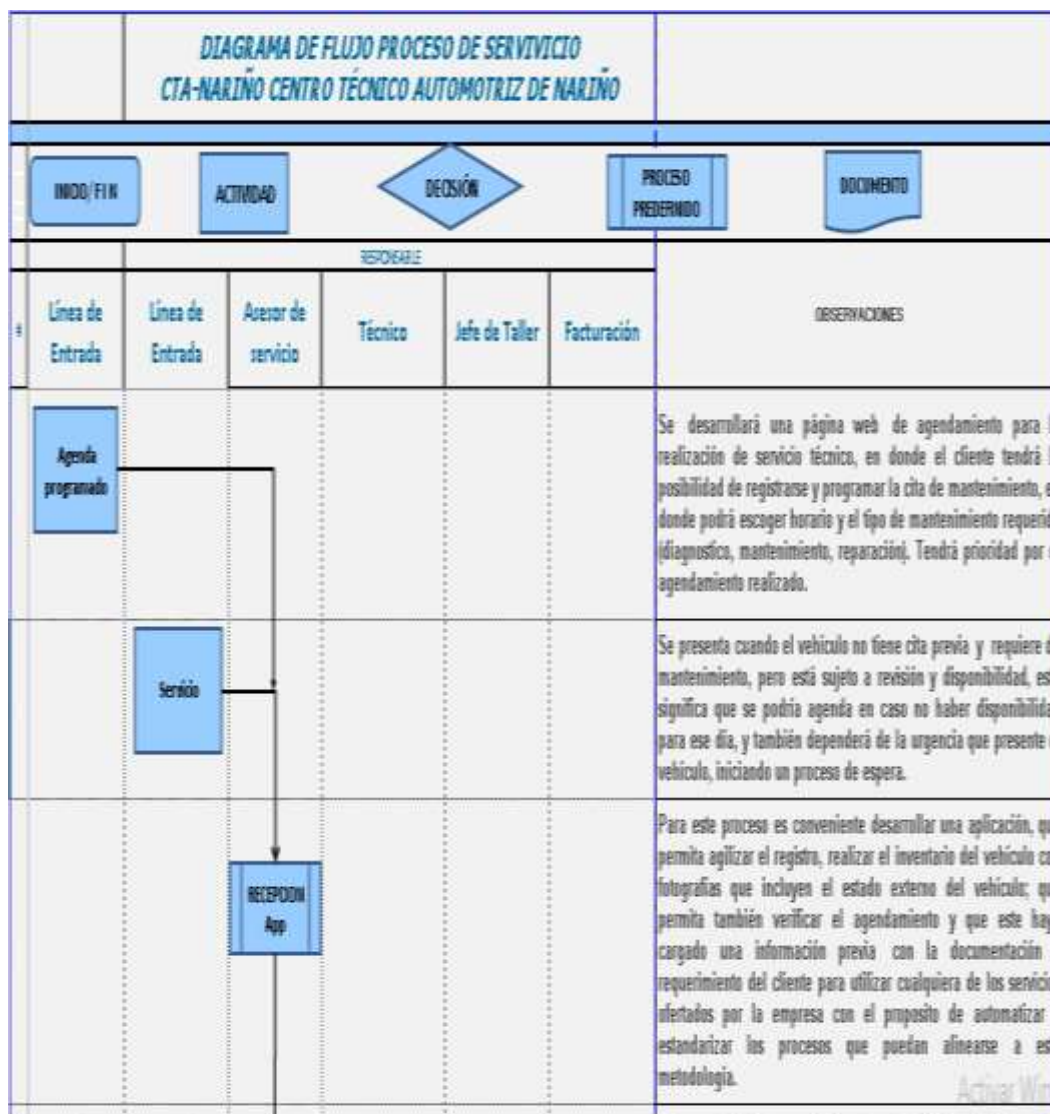 DIAGRAMA DE FLUJO PROCESO DE SERVIVICIO
CTA-NARIÑO CENTRO TÉCNICO AUTOMOTRIZ DE NARIÑO
INICIO/FIN
ACTIVIDAD
DECISIÓN
PROCESO
PREDEFINIDO
DOCUMENTO
RESPONSABLE
Línea de
Entrada
Línea de
Entrada
Asesor de
servicio
Técnico
Jefe de Taller
Facturación
OBSERVACIONES
Agenda
programado
Se desarrollará una página web de agendamiento para
realización de servicio técnico, en donde el cliente tendrá
posibilidad de registrarse y programar la cita de mantenimiento,
donde podrá escoger horario y el tipo de mantenimiento
(diagnostico, mantenimiento, reparación). Tendrá prioridad por
agendamiento realizado.
Servicio
Se presenta cuando el vehículo no tiene cita previa y requiere
mantenimiento, pero está sujeto a revisión y disponibilidad,
significa que se podría agenda en caso no haber
para ese día, y también dependerá de la urgencia que presente
vehículo, iniciando un proceso de espera.
RECEPCION
App
Para este proceso es conveniente desarrollar una aplicación,
permita agilizar el registro, realizar el inventario del vehículo
fotografías que incluyen el estado externo del vehículo;
permita también verificar el agendamiento y que este
cargado una información previa con la documentación
requerimiento del cliente para utilizar cualquiera de los
ofertados por la empresa con el proposito de automatizar
estandarizar los procesos que puedan alinearse a
metodología.
Activar Win